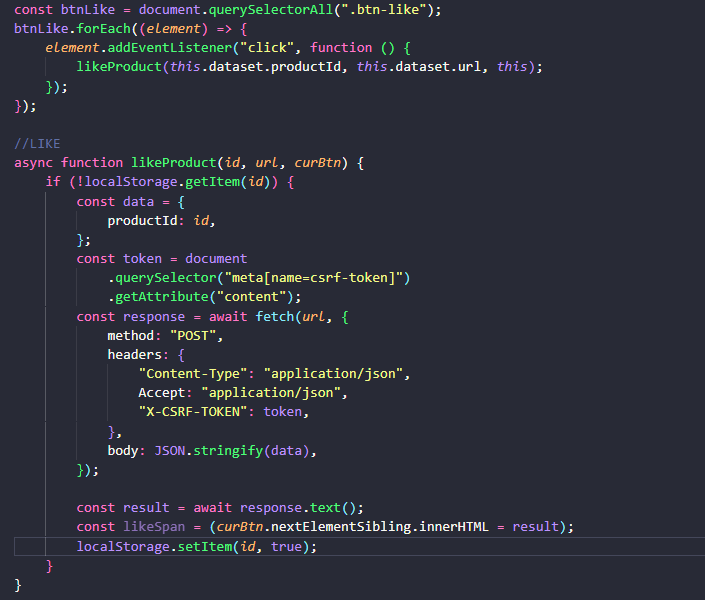 const btnLike = document.querySelectorAll(".btn-like");
btnLike.forEach((element) => {
    element.addEventListener("click", function () {
        likeProduct(this.dataset.productId, this.dataset.url, this);
    });
});

//LIKE
async function likeProduct(id, url, curBtn) {
    if (!localStorage.getItem(id)) {
        const data = {
            productId: id,
        };
        const token = document
            .querySelector("meta[name=csrf-token]")
            .getAttribute("content");
        const response = await fetch(url, {
            method: "POST",
            headers: {
                "Content-Type": "application/json",
                Accept: "application/json",
                "X-CSRF-TOKEN": token,
            },
            body: JSON.stringify(data),
        });

        const result = await response.text();
        const likeSpan = (curBtn.nextElementSibling.innerHTML = result);
        localStorage.setItem(id, true);
    }
}